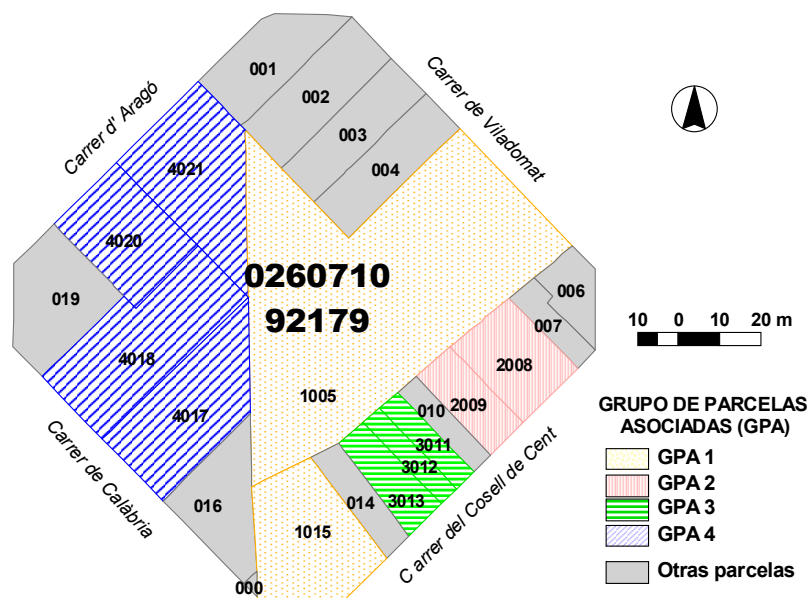 001
002
003
004
Carrer d' Aragó
Carrer de Viladomat
4021
4020
019
0260710
92179
006
007
4018
4017
2008
2009
1005
010
3011
3012
3013
014
016
1015
000
Carrer de Calàbria
C arrer del Cosell de Cent
10 0 10 20 m
GRUPO DE PARCELAS
ASOCIADAS (GPA)
GPA 1
GPA 2
GPA 3
GPA 4
Otras parcelas